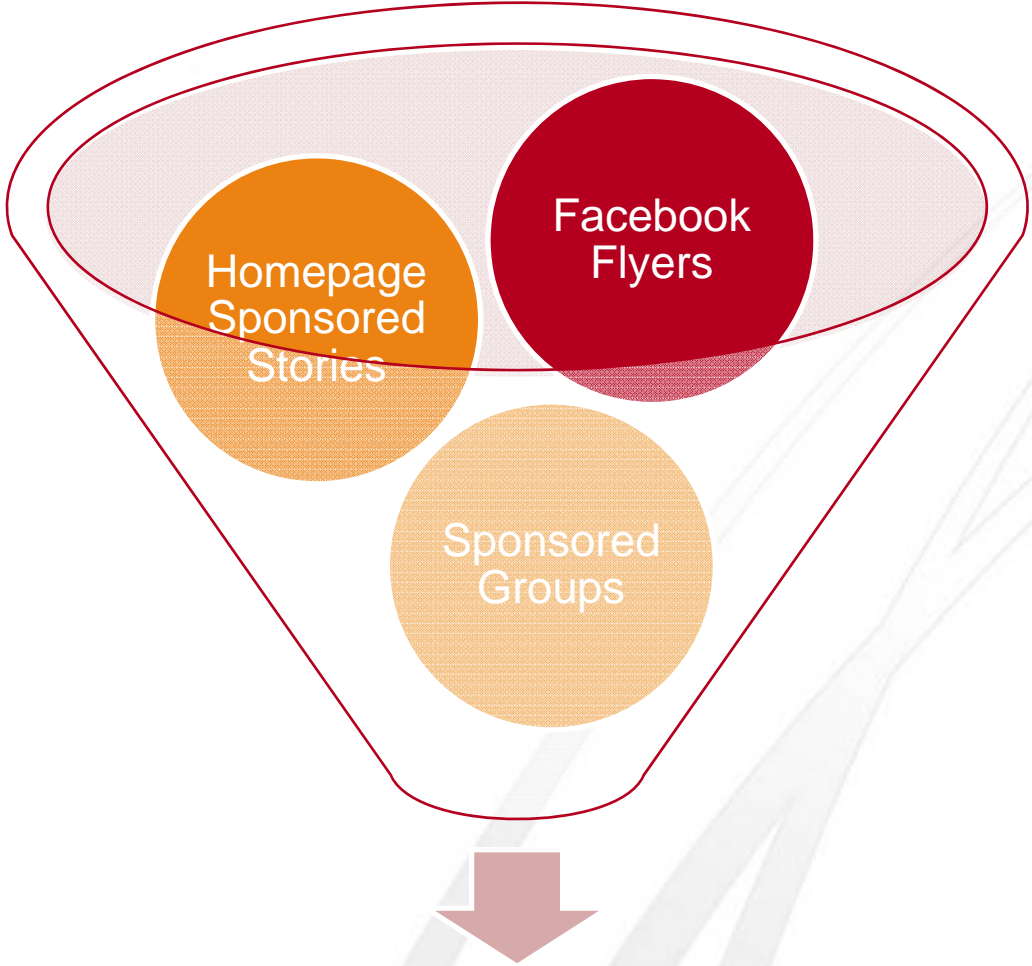 Facebook
Flyers
Homepage
Sponsored
Stories
Sponsored
Groups